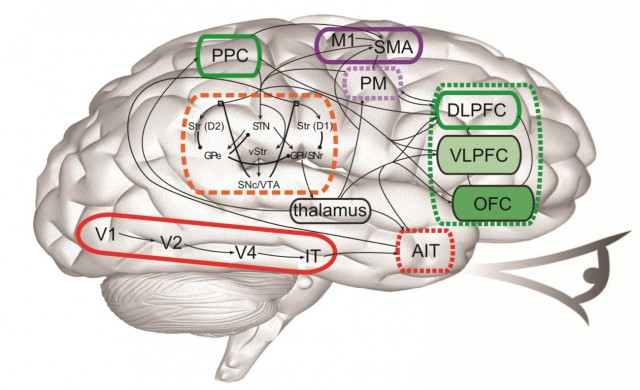 M1
SMA
PPC
PM
DLPFC
Str (D2)
STN
Str (D1)
GPe
vStr
GPi/SNr
VLPFC
SNc/VTA
thalamus
OFC
V1
V2
V4
IT
AIT